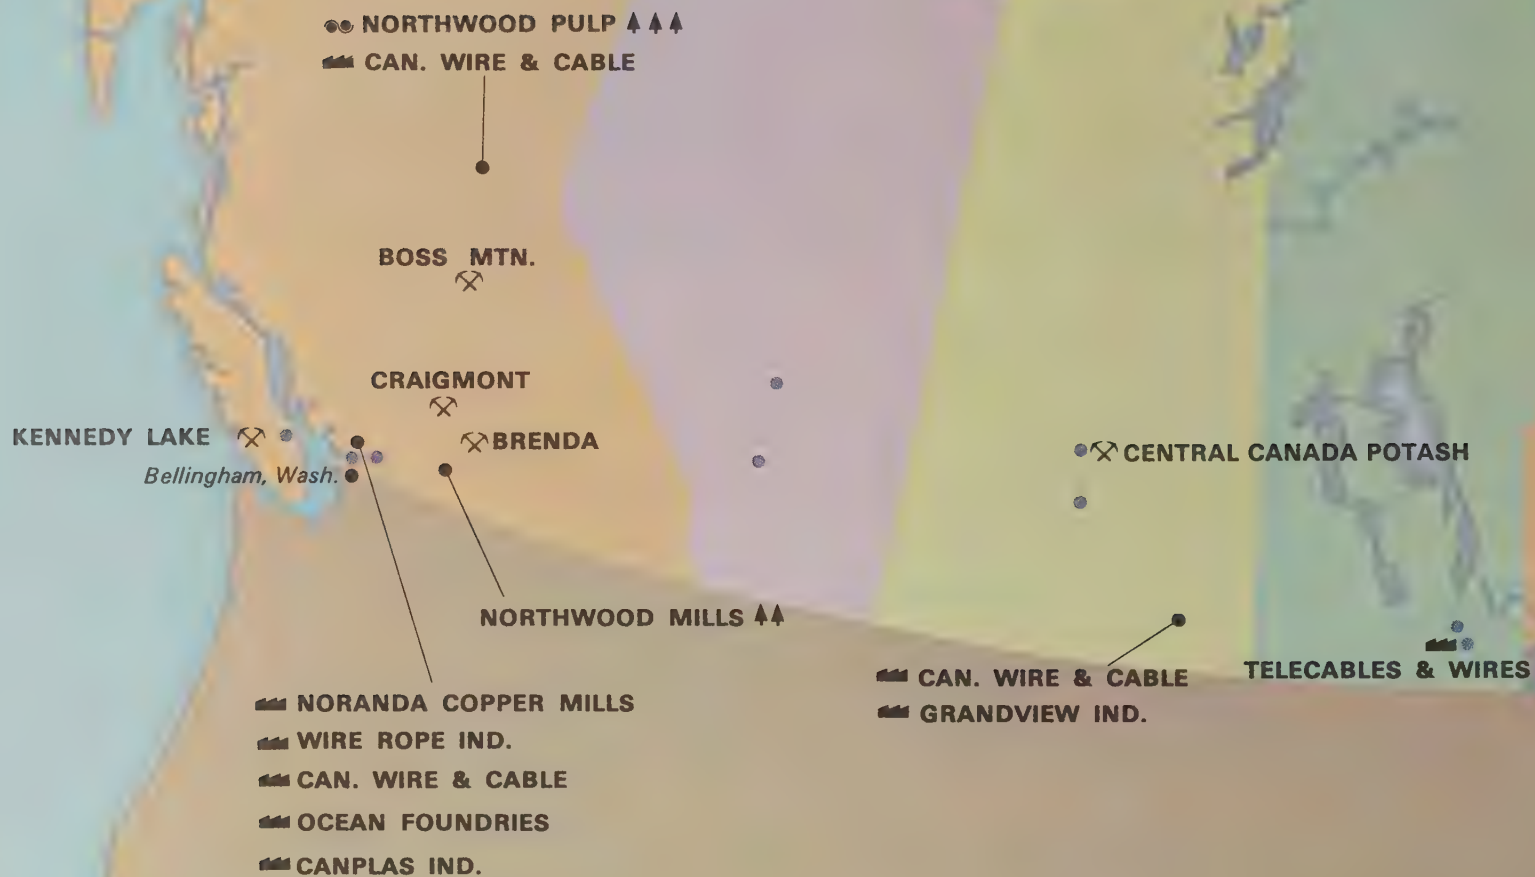 NORTHWOOD PULP
CAN. WIRE & CABLE
BOSS MTN.
CRAIGMONT
KENNEDY LAKE
BRENDA
Bellingham, Wash.
CENTRAL CANADA POTASH
NORTHWOOD MILLS
CAN. WIRE & CABLE
GRANDVIEW IND.
TELECABLES & WIRES
NORANDA COPPER MILLS
WIRE ROPE IND.
CAN. WIRE & CABLE
OCEAN FOUNDRIES
CANPLAS IND.